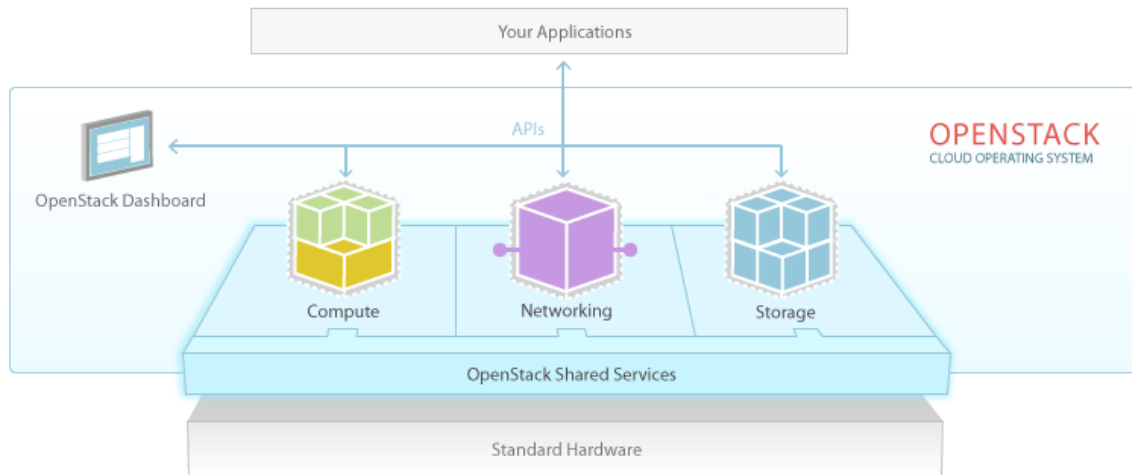 Your Applications
APIs
OPENSTACK
CLOUD OPERATING SYSTEM
OpenStack Dashboard
Compute
Networking
Storage
OpenStack Shared Services
Standard Hardware